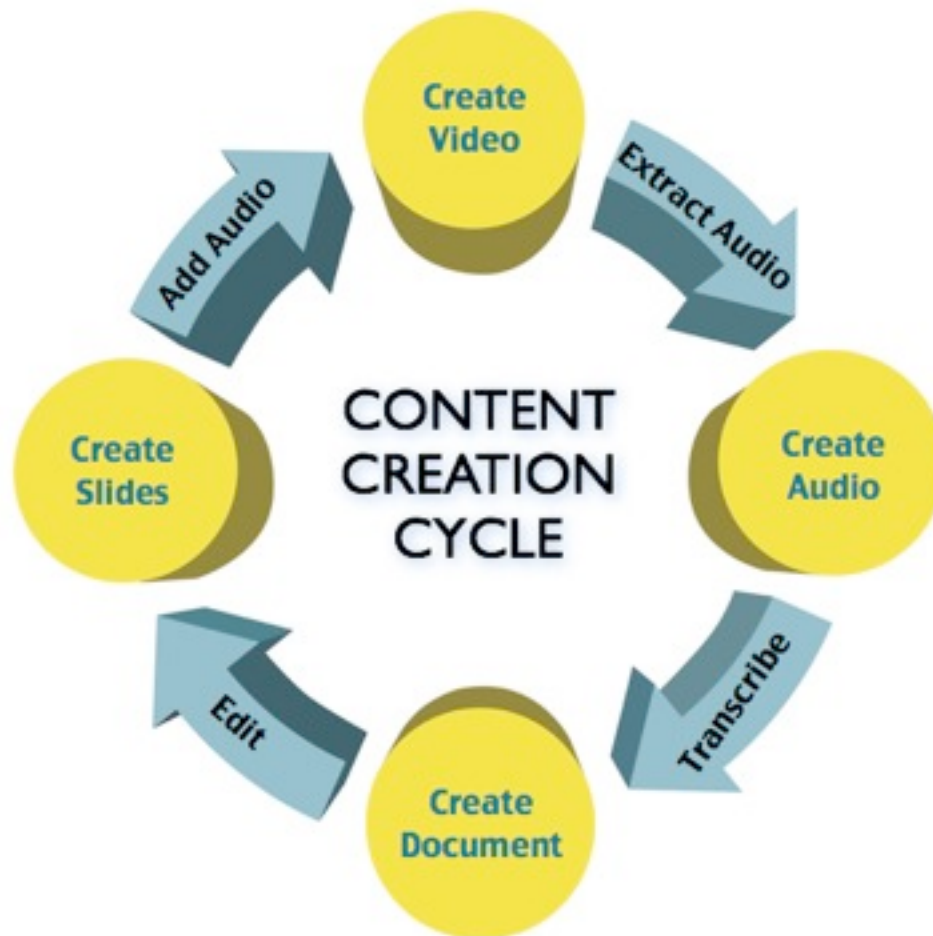 Create
Video
Extract Audio
Create
Audio
Transcribe
Create
Document
Edit
Create
Slides
Add Audio
CONTENT
CREATION
CYCLE